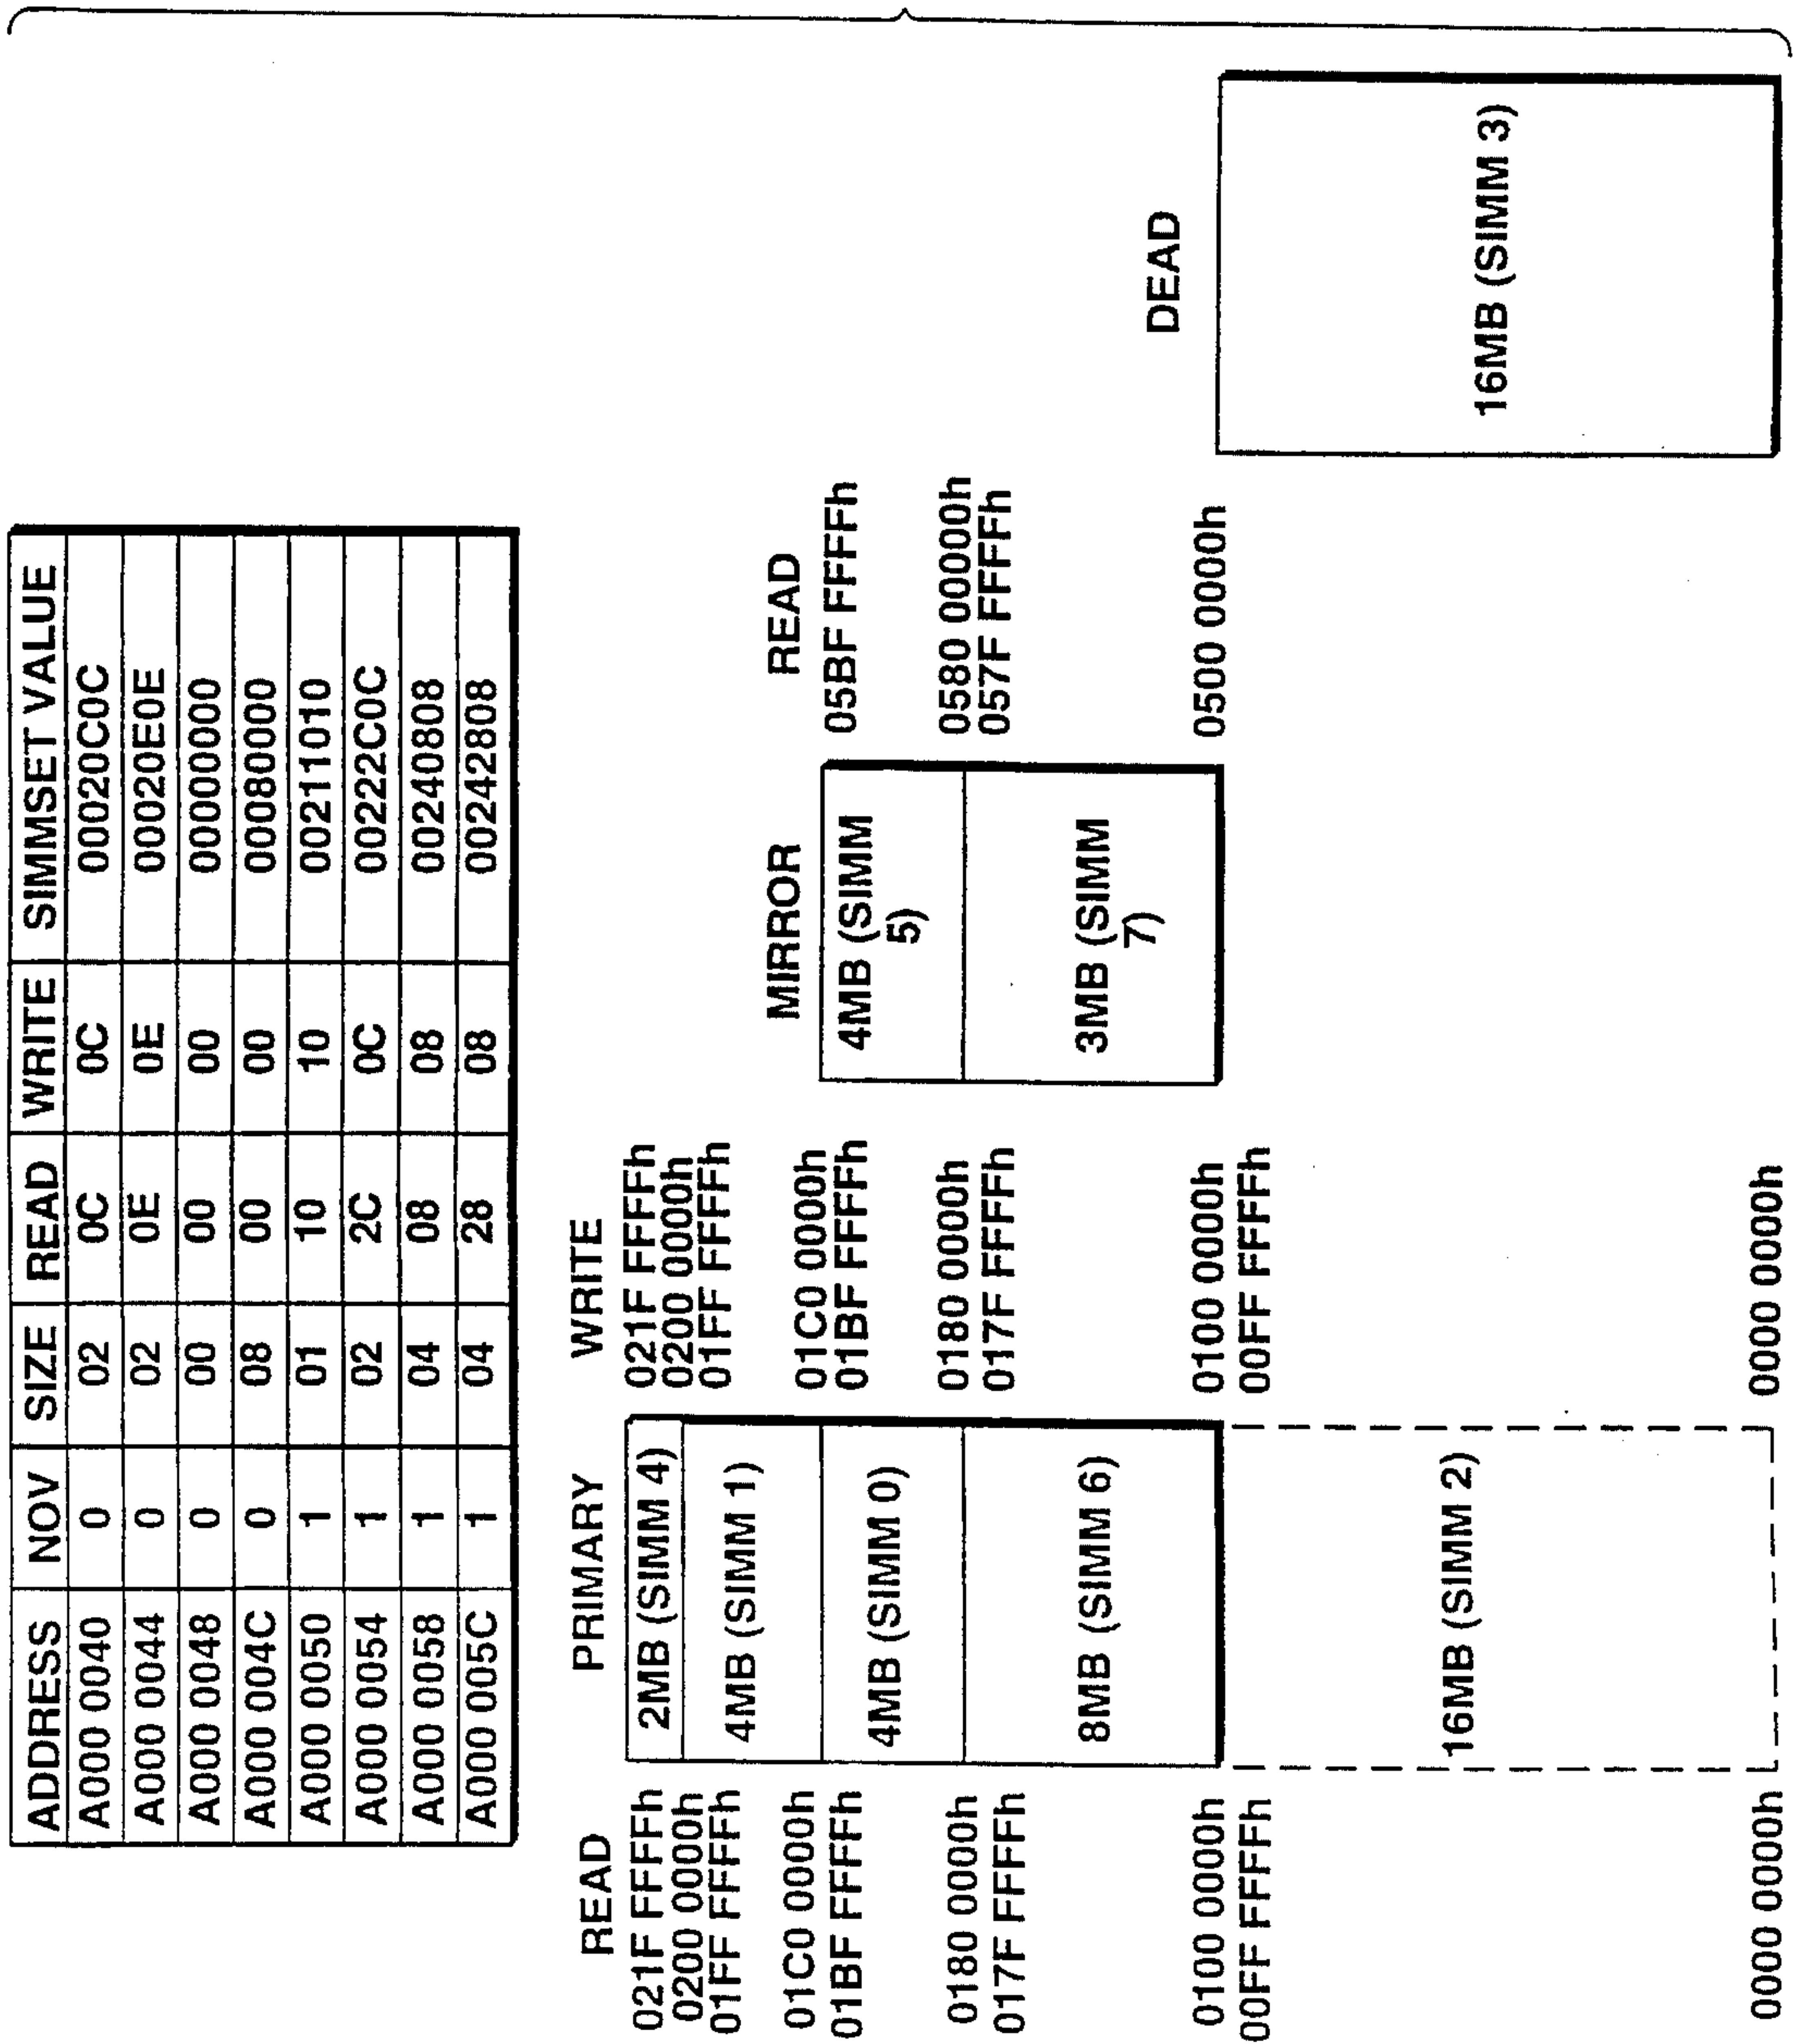 ADDRESS NOV SIZE READ WRITE SIMMSET VALUE
A000 0040 0 02 0C 0C 00020C0C
A000 0044 0 02 0E 0E 00020E0E
A000 0048 0 00 00 00 00000000
A000 004C 0 08 00 00 00080000
A000 0050 1 01 10 10 00211010
A000 0054 1 02 2C 0C 00222C0C
A000 0058 1 04 08 08 00240808
A000 005C 1 04 28 08 00242808
READ
021F FFFFh
0200 0000h
01FF FFFFh
01C0 0000h
01BF FFFFh
0180 0000h
017F FFFFh
0100 0000h
00FF FFFFh
0000 0000h
PRIMARY
2MB (SIMM 4)
4MB (SIMM 1)
4MB (SIMM 0)
8MB (SIMM 6)
16MB (SIMM 2)
WRITE
021F FFFFh
0200 0000h
01FF FFFFh
01C0 0000h
01BF FFFFh
0180 0000h
017F FFFFh
0100 0000h
00FF FFFFh
0000 0000h
MIRROR
4MB (SIMM
5)
3MB (SIMM
7)
READ
05BF FFFFh
0580 0000h
057F FFFFh
0500 0000h
DEAD
16MB (SIMM 3)